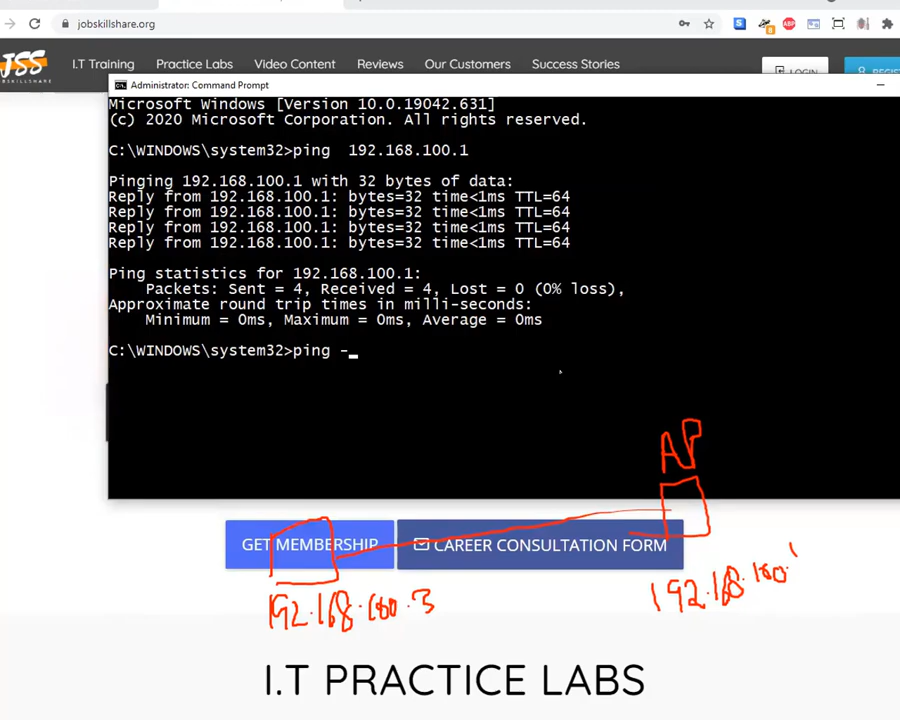 jobskillshare.org
JSS
I.T Training Practice Labs Video Content Reviews Our Customers Success Stories
LOGIN
Administrator: Command Prompt
Microsoft Windows [Version 10.0.19042.631]
(c) 2020 Microsoft Corporation. All rights reserved.
C:\WINDOWS\system32>ping  192.168.100.1
Pinging 192.168.100.1 with 32 bytes of data:
Reply from 192.168.100.1: bytes=32 time<1ms TTL=64
Reply from 192.168.100.1: bytes=32 time<1ms TTL=64
Reply from 192.168.100.1: bytes=32 time<1ms TTL=64
Reply from 192.168.100.1: bytes=32 time<1ms TTL=64
Ping statistics for 192.168.100.1:
Packets: Sent = 4, Received = 4, Lost = 0 (0% loss),
Approximate round trip times in milli-seconds:
Minimum = 0ms, Maximum = 0ms, Average = 0ms
C:\WINDOWS\system32>ping -_
AP
GET MEMBERSHIP CAREER CONSULTATION FORM
192.168.100.3 192.168.100.1
I.T PRACTICE LABS